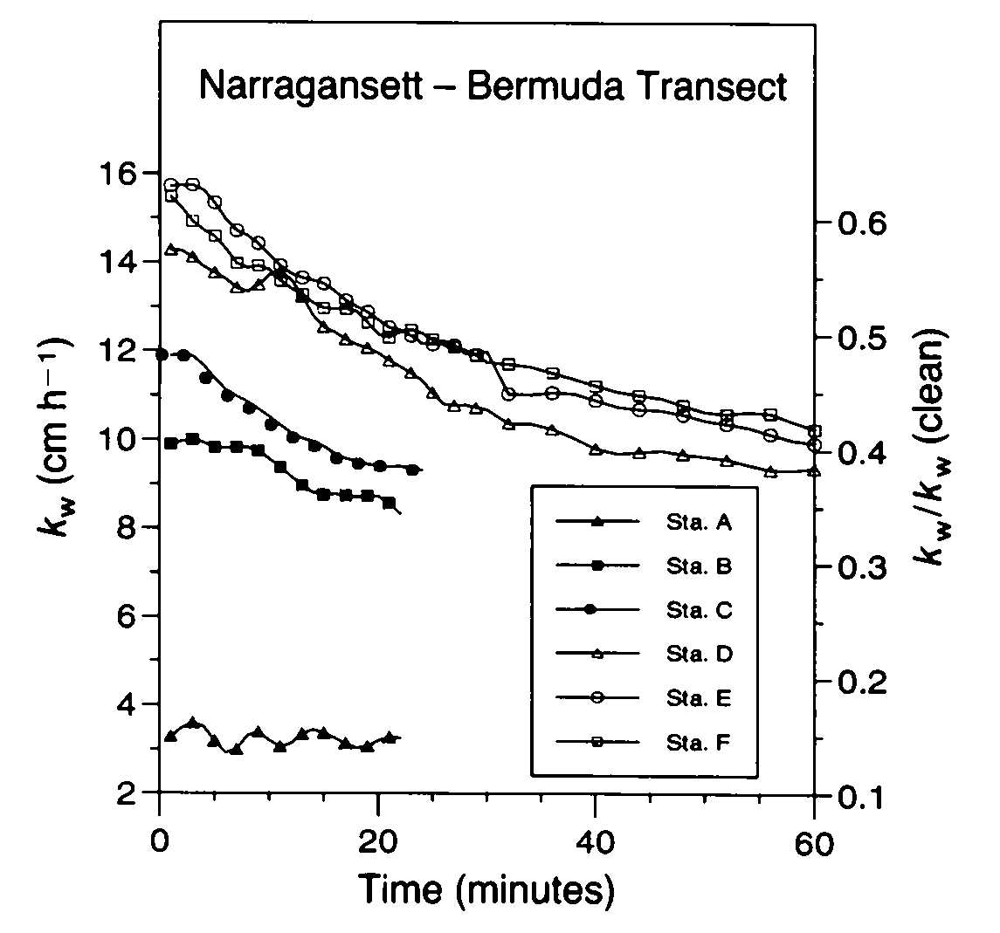 Narragansett – Bermuda Transect
16
14
12
10
8
6
4
2
k_w (cm h⁻¹)
0.6
0.5
0.4
0.3
0.2
0.1
k_w/k_w (clean)
Sta. A
Sta. B
Sta. C
Sta. D
Sta. E
Sta. F
0
20
40
60
Time (minutes)